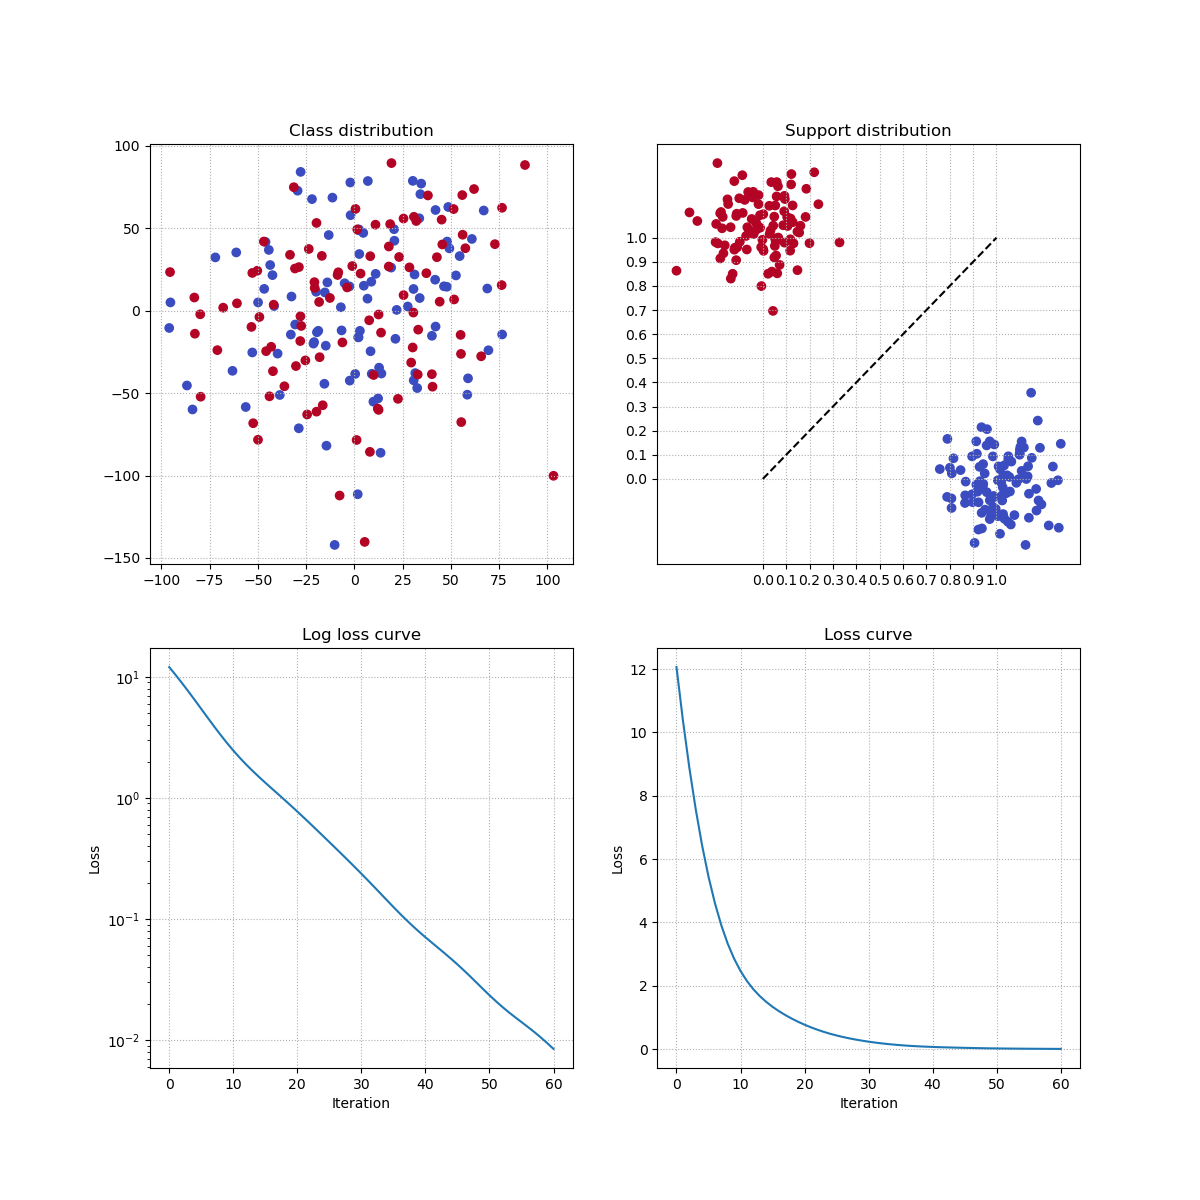 Class distribution
100
50
0
−50
−100
−150
−100 −75 −50 −25 0 25 50 75 100
Support distribution
1.0
0.9
0.8
0.7
0.6
0.5
0.4
0.3
0.2
0.1
0.0
0.0 0.1 0.2 0.3 0.4 0.5 0.6 0.7 0.8 0.9 1.0
Log loss curve
Loss
10¹
10⁰
10⁻¹
10⁻²
0 10 20 30 40 50 60
Iteration
Loss curve
Loss
12
10
8
6
4
2
0
0 10 20 30 40 50 60
Iteration